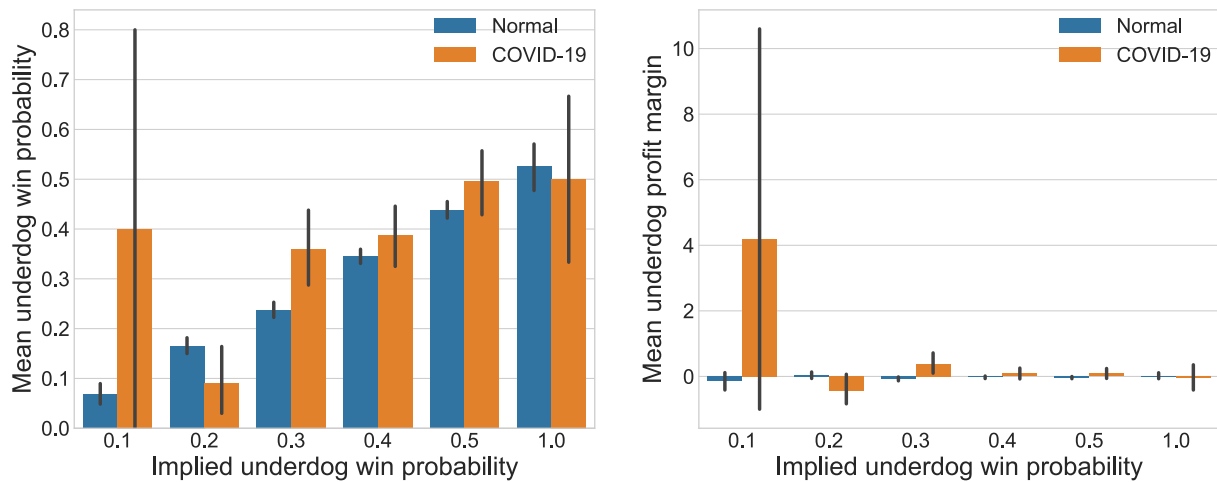 Mean underdog win probability
0.8
0.7
0.6
0.5
0.4
0.3
0.2
0.1
0.0
Normal
COVID-19
0.1 0.2 0.3 0.4 0.5 1.0
Implied underdog win probability
Mean underdog profit margin
10
8
6
4
2
0
Normal
COVID-19
0.1 0.2 0.3 0.4 0.5 1.0
Implied underdog win probability